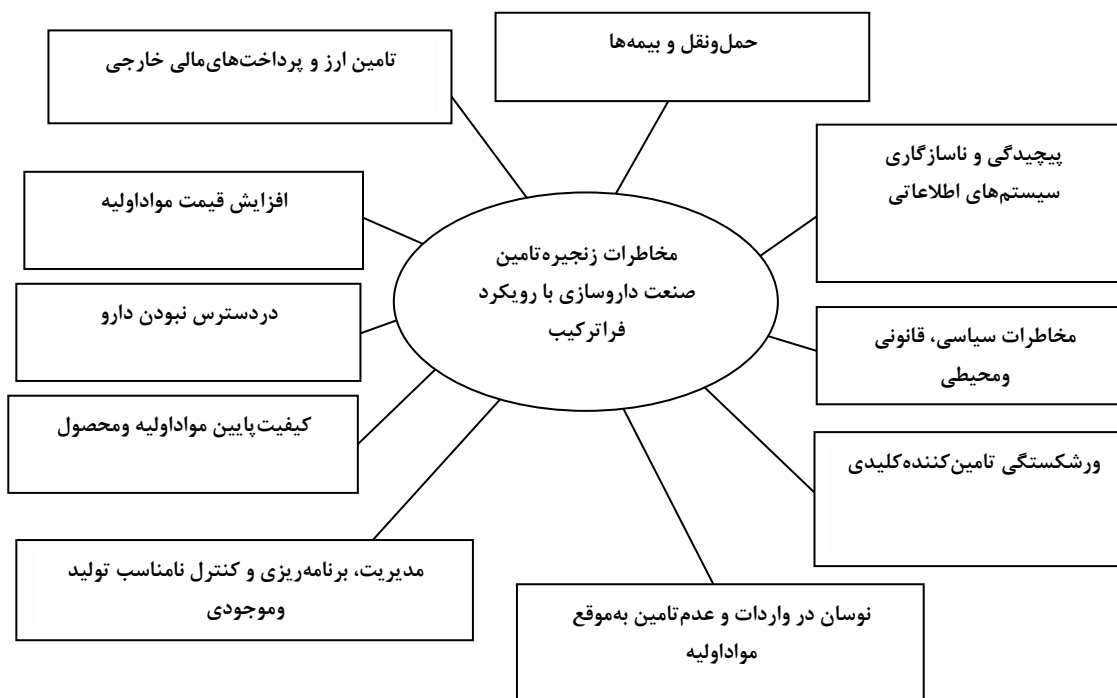 حمل‌ونقل و بیمه‌ها
تامین ارز و پرداخت‌های‌مالی خارجی
پیچیدگی و ناسازگاری
سیستم‌های اطلاعاتی
افزایش قیمت مواداولیه
مخاطرات زنجیره‌تامین
صنعت داروسازی با رویکرد
فراترکیب
دردسترس نبودن دارو
مخاطرات سیاسی، قانونی
ومحیطی
کیفیت‌پایین مواداولیه ومحصول
ورشکستگی تامین‌کننده‌کلیدی
مدیریت، برنامه‌ریزی و کنترل نامناسب تولید
وموجودی
نوسان در واردات و عدم‌تامین به‌موقع
مواداولیه